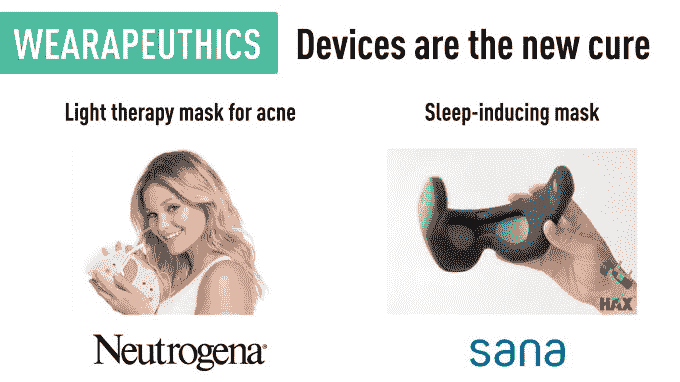 WEARAPEUTHICS Devices are the new cure
Light therapy mask for acne
Sleep-inducing mask
HAX
Neutrogena®
sana